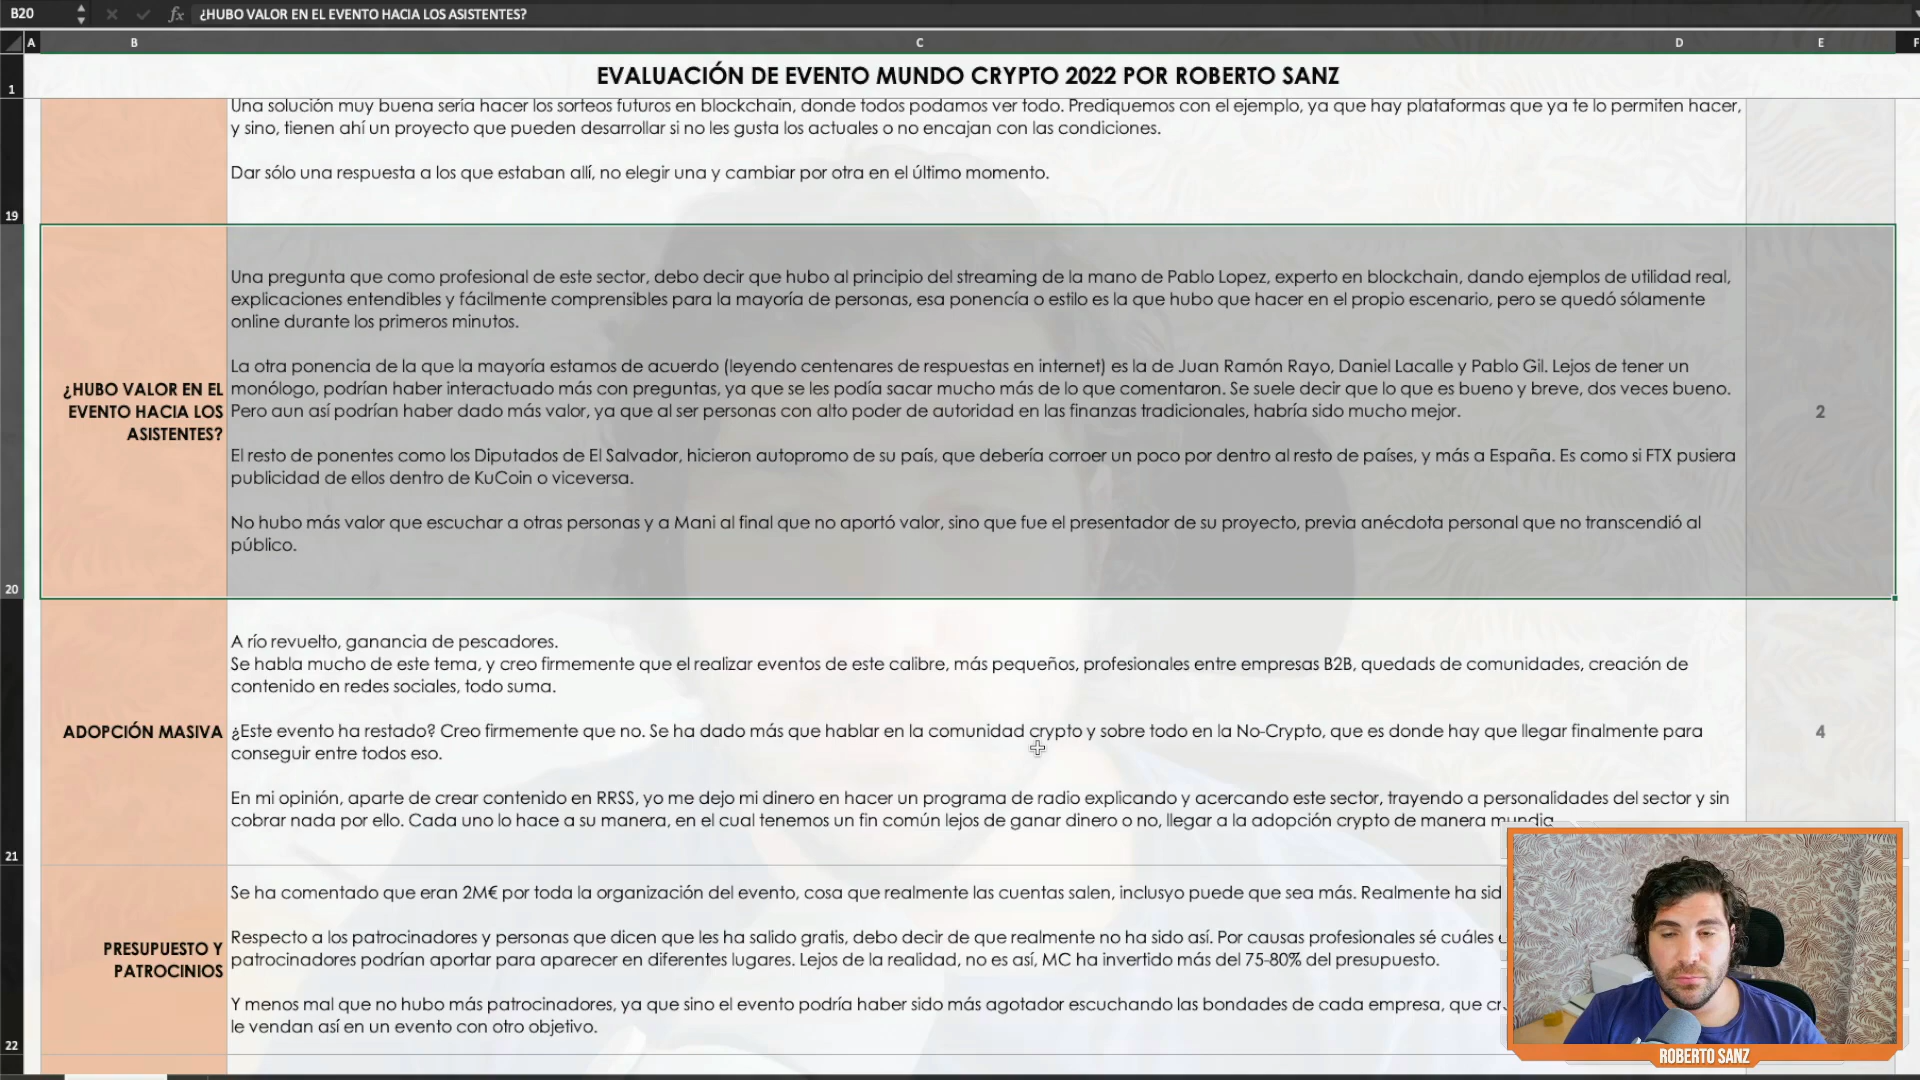 B20
fx ¿HUBO VALOR EN EL EVENTO HACIA LOS ASISTENTES?
A B C D E F
1
EVALUACIÓN DE EVENTO MUNDO CRYPTO 2022 POR ROBERTO SANZ
Una solución muy buena sería hacer los sorteos futuros en blockchain, donde todos podamos ver todo. Prediquemos con el ejemplo, ya que hay plataformas que ya te lo permiten hacer,
y sino, tienen ahí un proyecto que pueden desarrollar si no les gusta los actuales o no encajan con las condiciones.
Dar sólo una respuesta a los que estaban allí, no elegir una y cambiar por otra en el último momento.
19
¿HUBO VALOR EN EL
EVENTO HACIA LOS
ASISTENTES?
Una pregunta que como profesional de este sector, debo decir que hubo al principio del streaming de la mano de Pablo Lopez, experto en blockchain, dando ejemplos de utilidad real,
explicaciones entendibles y fácilmente comprensibles para la mayoría de personas, esa ponencía o estilo es la que hubo que hacer en el propio escenario, pero se quedó sólamente
online durante los primeros minutos.
La otra ponencia de la que la mayoría estamos de acuerdo (leyendo centenares de respuestas en internet) es la de Juan Ramón Rayo, Daniel Lacalle y Pablo Gil. Lejos de tener un
monólogo, podrían haber interactuado más con preguntas, ya que se les podía sacar mucho más de lo que comentaron. Se suele decir que lo que es bueno y breve, dos veces bueno.
Pero aun así podrían haber dado más valor, ya que al ser personas con alto poder de autoridad en las finanzas tradicionales, habría sido mucho mejor.
El resto de ponentes como los Diputados de El Salvador, hicieron autopromo de su país, que debería corroer un poco por dentro al resto de países, y más a España. Es como si FTX pusiera
publicidad de ellos dentro de KuCoin o viceversa.
No hubo más valor que escuchar a otras personas y a Mani al final que no aportó valor, sino que fue el presentador de su proyecto, previa anécdota personal que no transcendió al
público.
2
20
ADOPCIÓN MASIVA
A río revuelto, ganancia de pescadores.
Se habla mucho de este tema, y creo firmemente que el realizar eventos de este calibre, más pequeños, profesionales entre empresas B2B, quedads de comunidades, creación de
contenido en redes sociales, todo suma.
¿Este evento ha restado? Creo firmemente que no. Se ha dado más que hablar en la comunidad crypto y sobre todo en la No-Crypto, que es donde hay que llegar finalmente para
conseguir entre todos eso.
En mi opinión, aparte de crear contenido en RRSS, yo me dejo mi dinero en hacer un programa de radio explicando y acercando este sector, trayendo a personalidades del sector y sin
cobrar nada por ello. Cada uno lo hace a su manera, en el cual tenemos un fin común lejos de ganar dinero o no, llegar a la adopción crypto de manera
4
21
PRESUPUESTO Y
PATROCINIOS
Se ha comentado que eran 2M€ por toda la organización del evento, cosa que realmente las cuentas salen, inclusyo puede que sea más. Realmente ha
Respecto a los patrocinadores y personas que dicen que les ha salido gratis, debo decir de que realmente no ha sido así. Por causas profesionales sé cuáles
patrocinadores podrían aportar para aparecer en diferentes lugares. Lejos de la realidad, no es así, MC ha invertido más del 75-80% del presupuesto.
Y menos mal que no hubo más patrocinadores, ya que sino el evento podría haber sido más agotador escuchando las bondades de cada empresa, que
le vendan así en un evento con otro objetivo.
22
ROBERTO SANZ